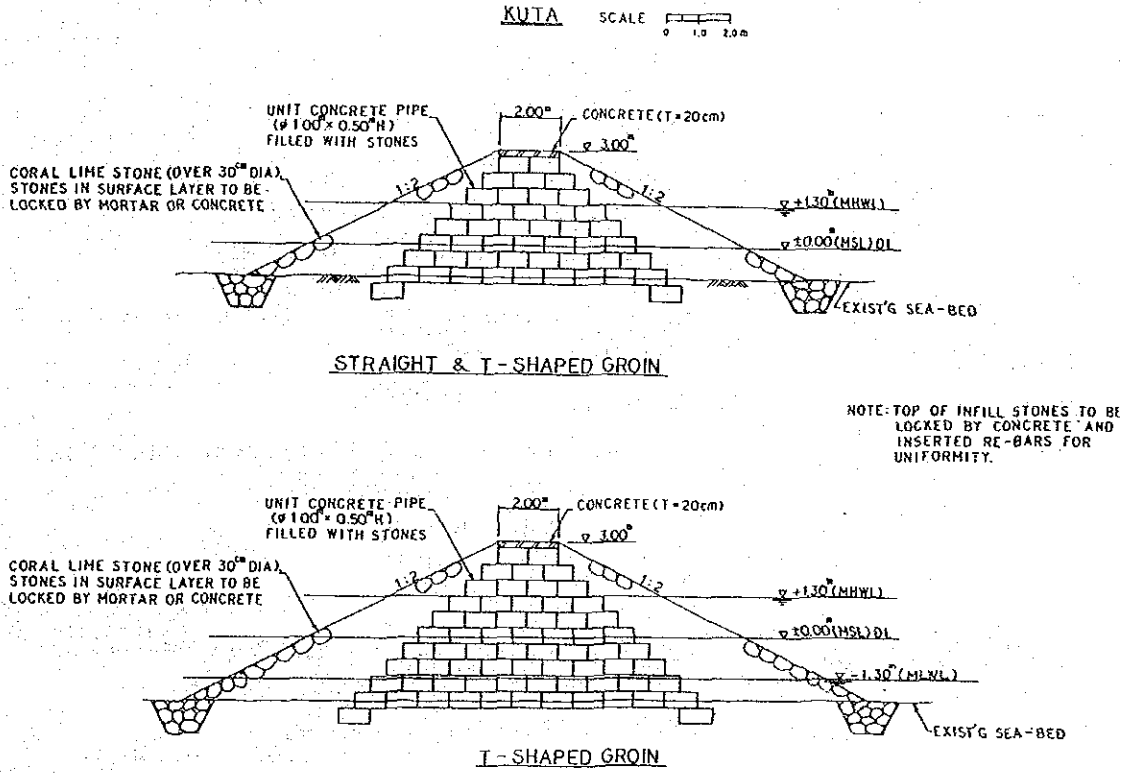 KUTA SCALE
0 1.0 2.0m
UNIT CONCRETE PIPE
(ø 1.00ᵐ × 0.50ᵐH)
FILLED WITH STONES
2.00ᵐ
CONCRETE (T=20cm)
▽ 3.00ᵐ
CORAL LIME STONE (OVER 30ᶜᵐ DIA)
STONES IN SURFACE LAYER TO BE
LOCKED BY MORTAR OR CONCRETE
1:2
1:2
▽ +1.30ᵐ (MHWL)
▽ ±0.00ᵐ (MSL) DL
EXIST'G SEA-BED
STRAIGHT & T-SHAPED GROIN
NOTE: TOP OF INFILL STONES TO BE
LOCKED BY CONCRETE AND
INSERTED RE-BARS FOR
UNIFORMITY.
UNIT CONCRETE PIPE
(ø 1.00ᵐ × 0.50ᵐH)
FILLED WITH STONES
2.00ᵐ
CONCRETE (T=20cm)
▽ 3.00ᵐ
CORAL LIME STONE (OVER 30ᶜᵐ DIA)
STONES IN SURFACE LAYER TO BE
LOCKED BY MORTAR OR CONCRETE
1:2
1:2
▽ +1.30ᵐ (MHWL)
▽ ±0.00ᵐ (MSL) DL
▽ -1.30ᵐ (MLWL)
EXIST'G SEA-BED
T-SHAPED GROIN